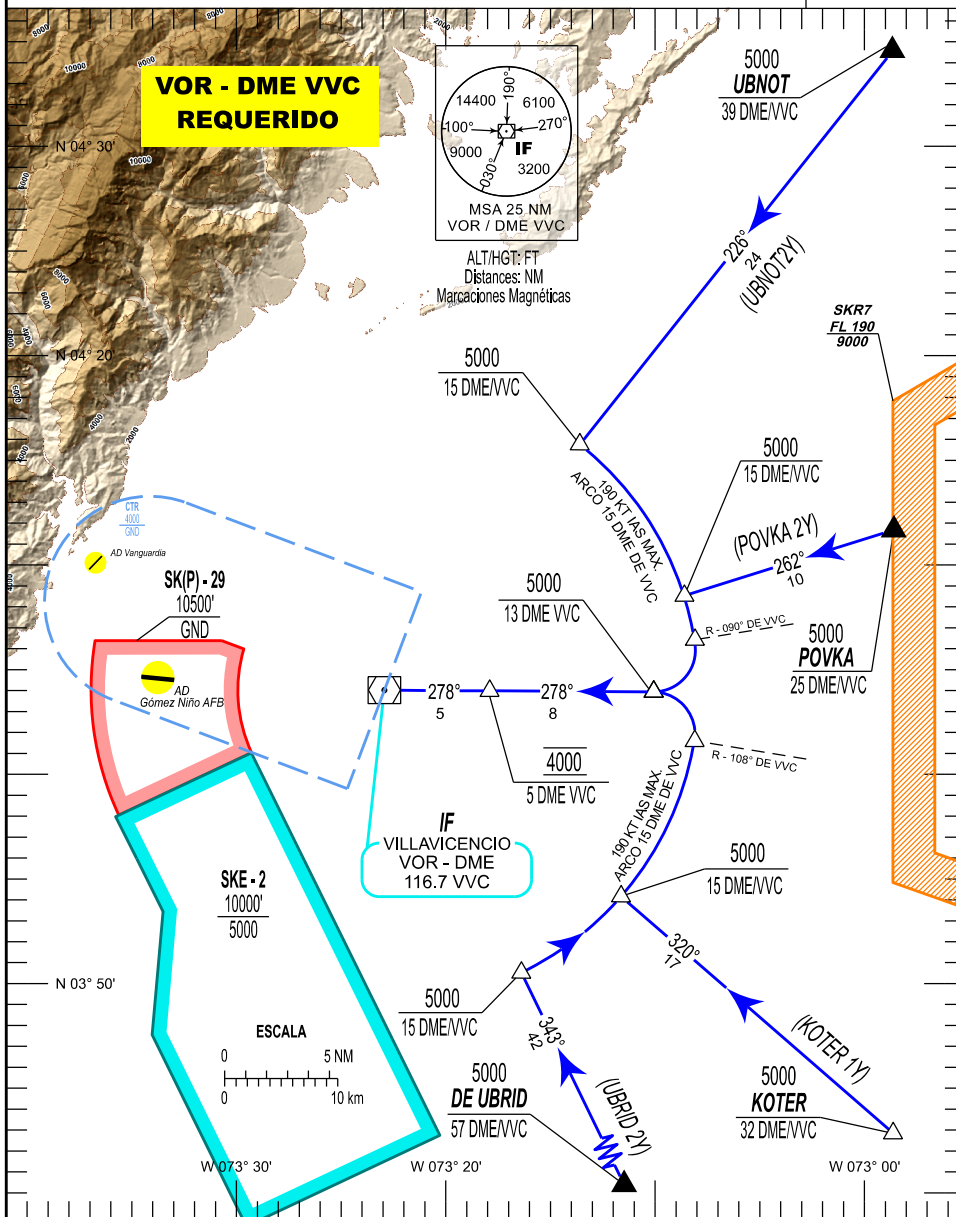 VOR - DME VVC
REQUERIDO
8000
8000
10000
8000
2000
10000
14400
190°
6100
100°
270°
IF
9000
030°
3200
MSA 25 NM
VOR / DME VVC
ALT/HGT: FT
Distances: NM
Marcaciones Magnéticas
5000
UBNOT
39 DME/VVC
N 04° 30'
226°
24
(UBNOT2Y)
SKR7
FL 190
9000
N 04° 20'
5000
15 DME/VVC
5000
15 DME/VVC
190 KT IAS MAX.
ARCO 15 DME DE VVC
(POVKA 2Y)
262°
10
CTR
4000
GND
AD Vanguardia
SK(P) - 29
10500'
GND
5000
13 DME VVC
R - 090° DE VVC
5000
POVKA
25 DME/VVC
AD
Gómez Niño AFB
278°
5
278°
8
4000
5 DME VVC
R - 108° DE VVC
190 KT IAS MAX.
ARCO 15 DME DE VVC
IF
VILLAVICENCIO
VOR - DME
116.7 VVC
5000
15 DME/VVC
SKE - 2
10000'
5000
320°
17
N 03° 50'
5000
15 DME/VVC
ESCALA
0
5 NM
0
10 km
343°
42
(UBRID 2Y)
(KOTER 1Y)
5000
DE UBRID
57 DME/VVC
5000
KOTER
32 DME/VVC
W 073° 30'
W 073° 20'
W 073° 00'